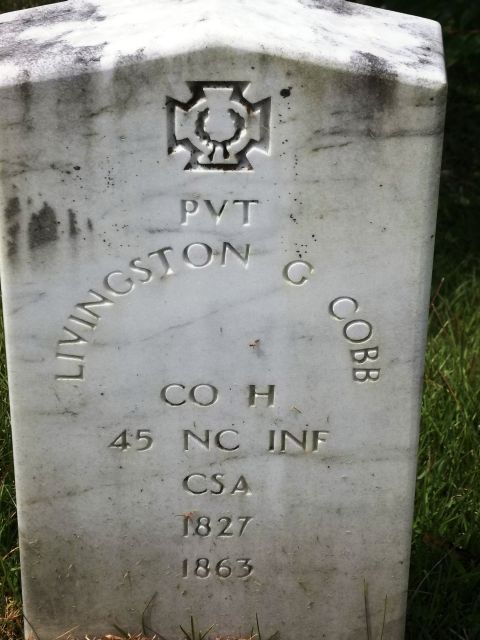 PVT
LIVINGSTON G COBB
CO H
45 NC INF
CSA
1827
1863